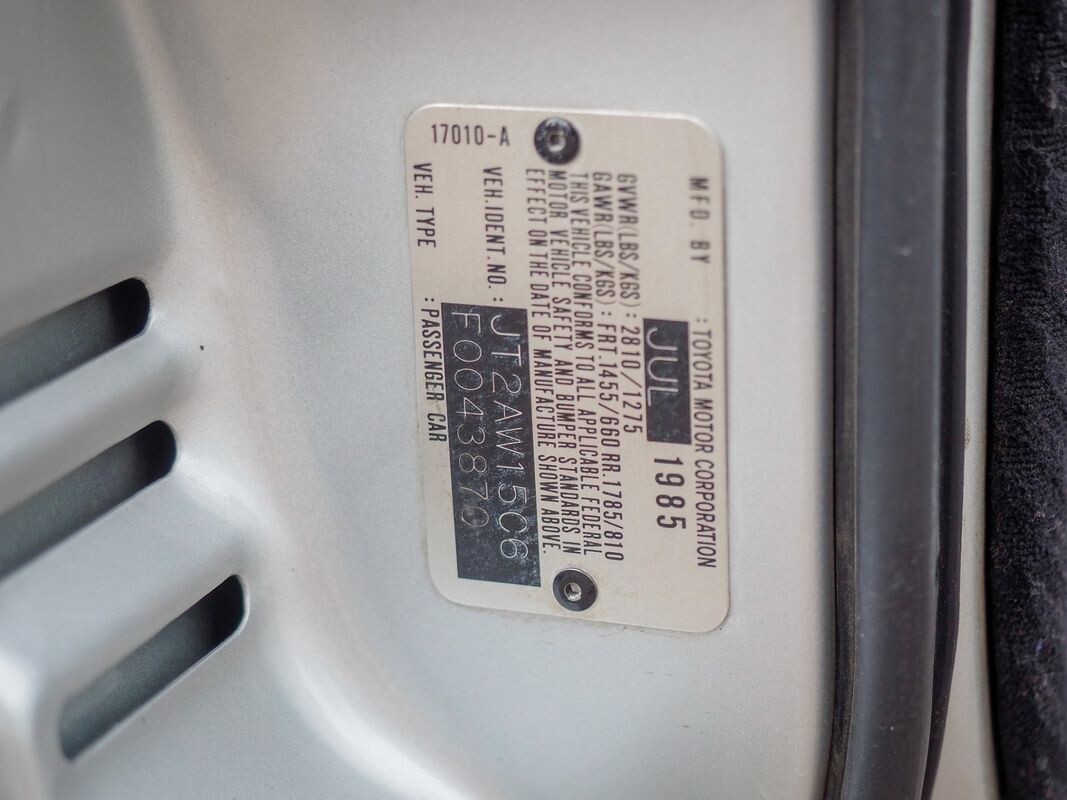 MFD. BY : TOYOTA MOTOR CORPORATION
JUL 1985
GVWR(LBS/KGS) : 2810/1275
GAWR(LBS/KGS) : FRT.1455/660 RR.1785/810
THIS VEHICLE CONFORMS TO ALL APPLICABLE FEDERAL
MOTOR VEHICLE SAFETY AND BUMPER STANDARDS IN
EFFECT ON THE DATE OF MANUFACTURE SHOWN ABOVE.
VEH.IDENT.NO. : JT2AW15C6
F0043870
VEH. TYPE : PASSENGER CAR
17010-A